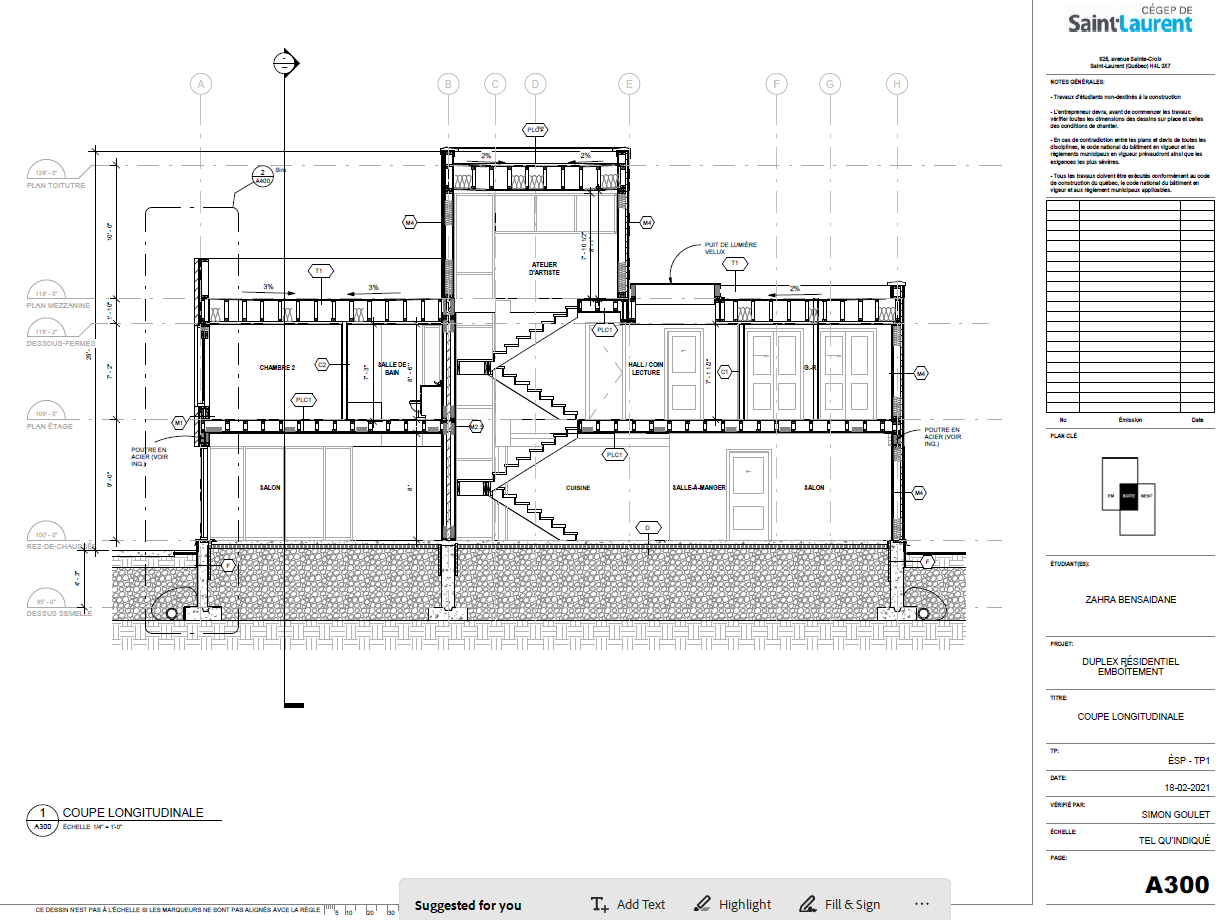 CÉGEP DE
Saint-Laurent
625, avenue Sainte-Croix
Saint-Laurent (Québec) H4L 3X7
NOTES GÉNÉRALES:
- Travaux d'étudiants non-destinés à la construction
- L'entrepreneur devra, avant de commencer les travaux:
vérifier toutes les dimensions des dessins sur place et celles
des conditions de chantier.
- En cas de contradiction entre les plans et devis de toutes les
disciplines, le code national du bâtiment en vigueur et les
règlements municipaux en vigueur prévaudront ainsi que les
exigences les plus sévères.
- Tous les travaux doivent être exécutés conformément au code
de construction du québec, le code national du bâtiment en
vigeur et aux règlement municipaux applicables.
No Émission Date
PLAN CLÉ
EM BOÎTE MENT
ÉTUDIANT(ES):
ZAHRA BENSAIDANE
PROJET:
DUPLEX RÉSIDENTIEL
EMBOÎTEMENT
TITRE:
COUPE LONGITUDINALE
TP:
ÉSP - TP1
DATE:
18-02-2021
VÉRIFIÉ PAR:
SIMON GOULET
ÉCHELLE:
TEL QU'INDIQUÉ
PAGE:
A300
A B C D E F G H
2
A400
Sim
128' - 0"
PLAN TOITUTRE
118' - 0"
PLAN MEZZANINE
116' - 2"
DESSOUS-FERMES
109' - 0"
PLAN ÉTAGE
100' - 0"
REZ-DE-CHAUSSÉE
95' - 0"
DESSUS SEMELLE
10' - 0"
1' - 10"
7' - 2"
9' - 0"
4' - 3"
2% 2%
M4
M4
7' - 10 1/2"
8' - 1"
ATELIER
D'ARTISTE
PUIT DE LUMIÈRE
VELUX
T1
T1
3% 3%
2%
PLC1
CHAMBRE 2
C2
7' - 3"
SALLE DE
BAIN
8' - 6"
HALL / COIN
LECTURE
7' - 1 1/2"
C1
M4
PLC1
M1
POUTRE EN
ACIER (VOIR
ING.)
POUTRE EN
ACIER (VOIR
ING.)
PLC1
SALON
8'
CUISINE
SALLE-À-MANGER
SALON
M4
D
F
F
1
A300
COUPE LONGITUDINALE
ÉCHELLE 1/4" = 1'-0"
CE DESSIN N'EST PAS À L'ÉCHELLE SI LES MARQUEURS NE SONT PAS ALIGNÉS AVCE LA RÈGLE
5 10 20 30
Suggested for you
Add Text
Highlight
Fill & Sign